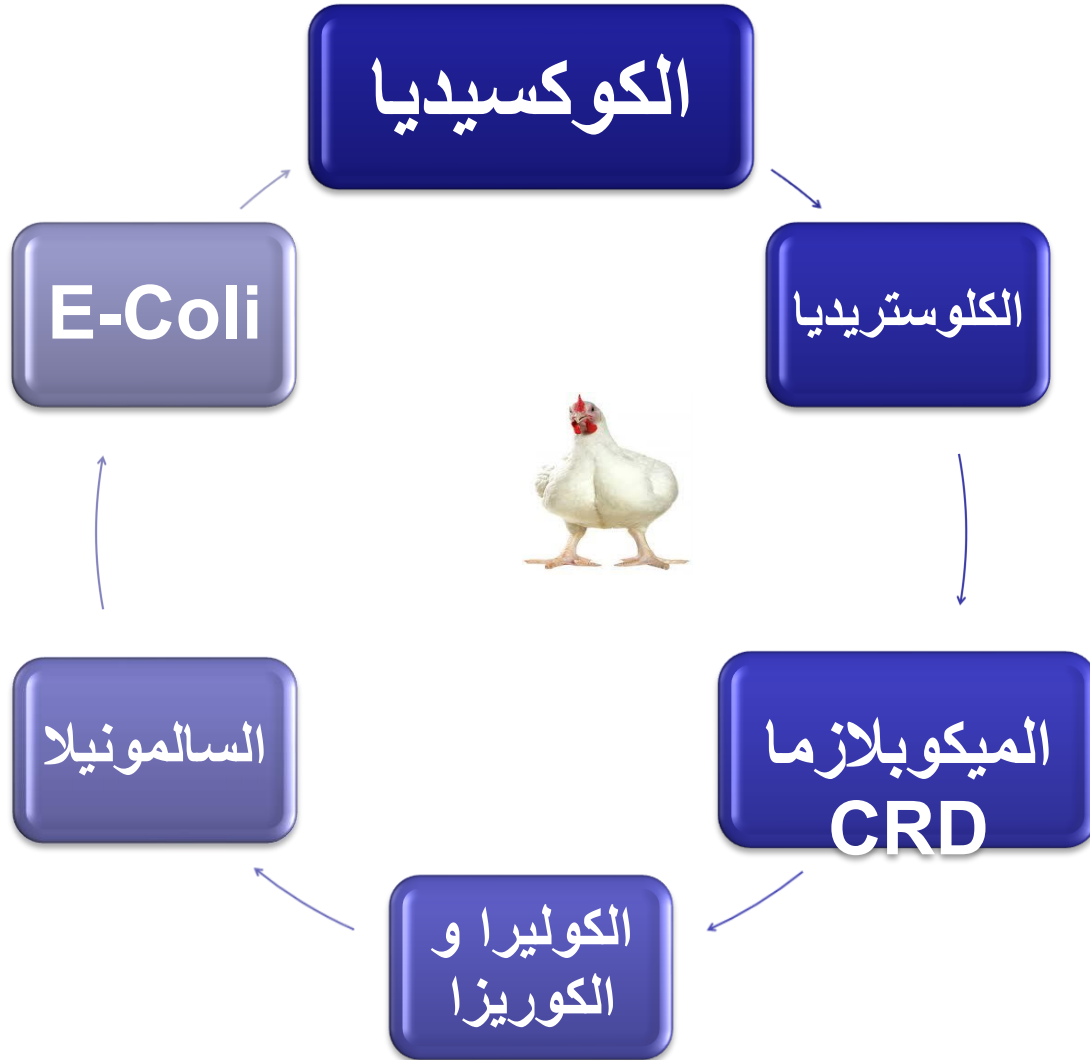 الكوكسيديا
الكلوستريديا
الميكوبلازما
CRD
الكوليرا و
الكوريزا
السالمونيلا
E-Coli